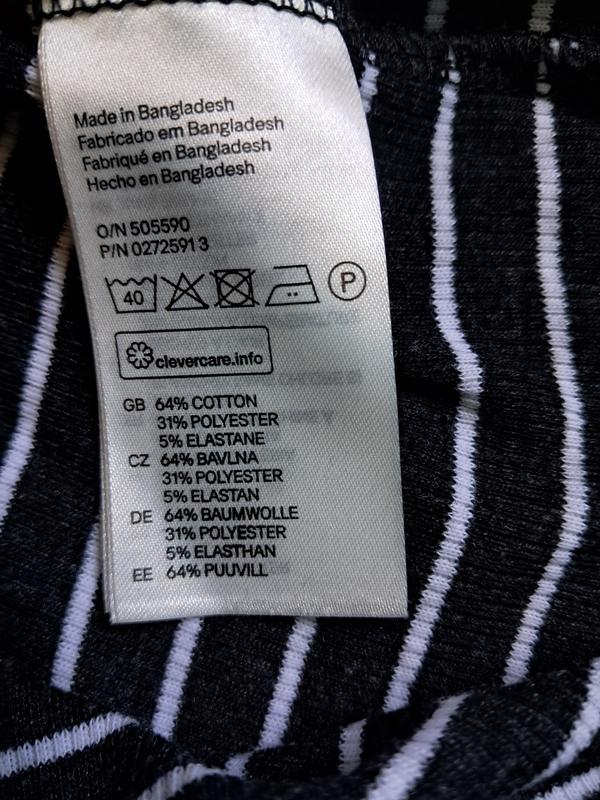 Made in Bangladesh
Fabricado em Bangladesh
Fabriqué en Bangladesh
Hecho en Bangladesh
O/N 505590
P/N 02725913
40 P
clevercare.info
GB 64% COTTON
31% POLYESTER
5% ELASTANE
CZ 64% BAVLNA
31% POLYESTER
5% ELASTAN
DE 64% BAUMWOLLE
31% POLYESTER
5% ELASTHAN
EE 64% PUUVILL